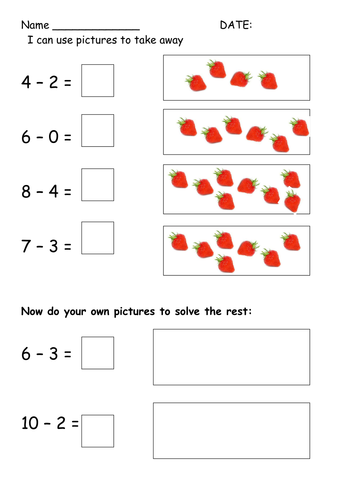 Name ______________ DATE:
I can use pictures to take away
4 – 2 =
6 – 0 =
8 – 4 =
7 – 3 =
Now do your own pictures to solve the rest:
6 – 3 =
10 – 2 =